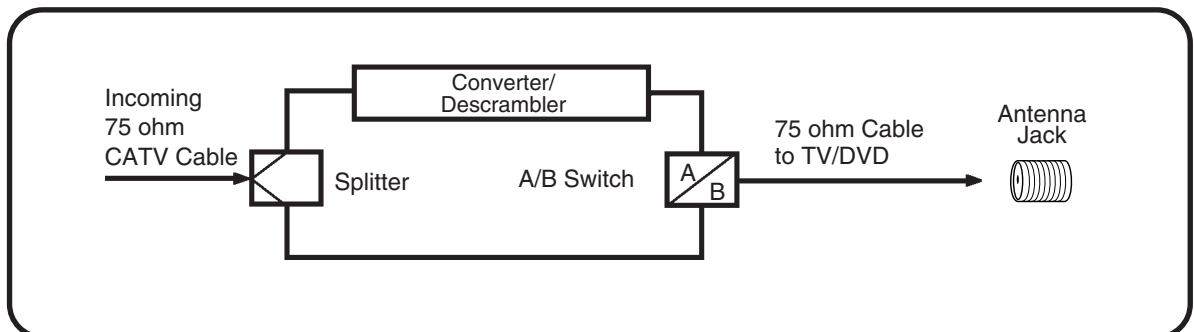 Incoming
75 ohm
CATV Cable
Splitter
Converter/
Descrambler
A/B Switch
A
B
75 ohm Cable
to TV/DVD
Antenna
Jack